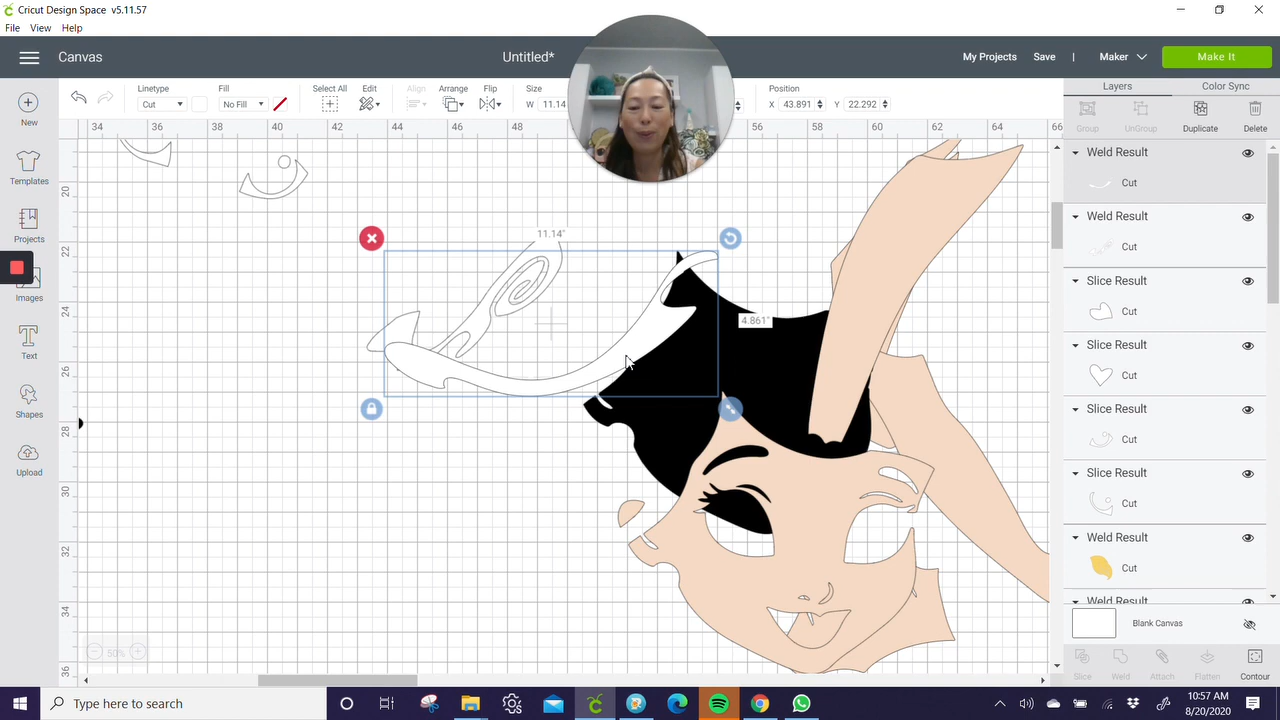 Cricut Design Space v5.11.57
File View Help
Canvas
Untitled*
My Projects Save | Maker Make It
New
Linetype
Cut
Fill
No Fill
Select All
Edit
Align
Arrange
Flip
Size
W 11.14
Position
X 43.891 Y 22.292
Layers Color Sync
Group UnGroup Duplicate Delete
34 36 38 40 42 44 46 48 56 58 60 62 64 66
20
22
24
26
28
30
32
34
36
Templates
Projects
Images
Text
Shapes
Upload
11.14"
4.861"
50%
Weld Result
Cut
Weld Result
Cut
Slice Result
Cut
Slice Result
Cut
Slice Result
Cut
Slice Result
Cut
Weld Result
Cut
Weld Result
Blank Canvas
Slice Weld Attach Flatten Contour
Type here to search
10:57 AM
8/20/2020